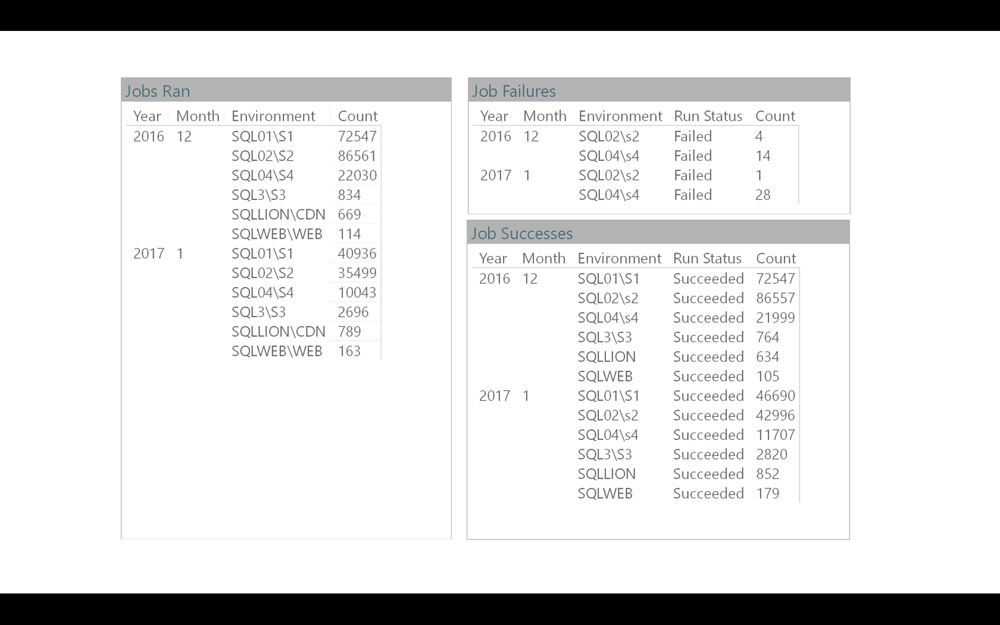 Jobs Ran
Year Month Environment Count
2016 12 SQL01\S1 72547
SQL02\S2 86561
SQL04\S4 22030
SQL3\S3 834
SQLLION\CDN 669
SQLWEB\WEB 114
2017 1 SQL01\S1 40936
SQL02\S2 35499
SQL04\S4 10043
SQL3\S3 2696
SQLLION\CDN 789
SQLWEB\WEB 163
Job Failures
Year Month Environment Run Status Count
2016 12 SQL02\s2 Failed 4
SQL04\s4 Failed 14
2017 1 SQL02\s2 Failed 1
SQL04\s4 Failed 28
Job Successes
Year Month Environment Run Status Count
2016 12 SQL01\S1 Succeeded 72547
SQL02\s2 Succeeded 86557
SQL04\s4 Succeeded 21999
SQL3\S3 Succeeded 764
SQLLION Succeeded 634
SQLWEB Succeeded 105
2017 1 SQL01\S1 Succeeded 46690
SQL02\s2 Succeeded 42996
SQL04\s4 Succeeded 11707
SQL3\S3 Succeeded 2820
SQLLION Succeeded 852
SQLWEB Succeeded 179